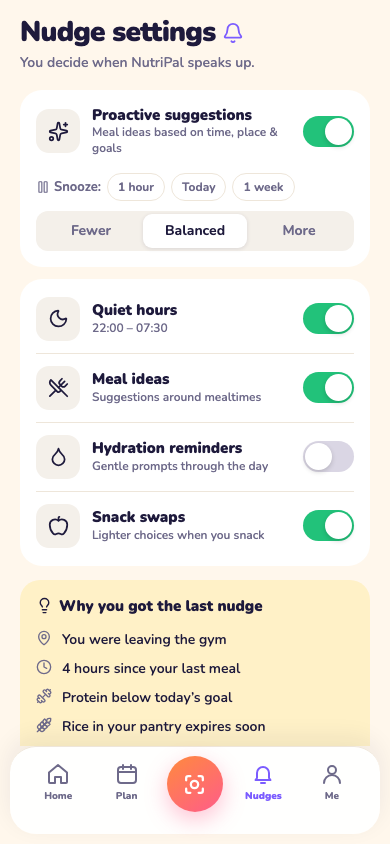 Nudge settings
You decide when NutriPal speaks up.
Proactive suggestions
Meal ideas based on time, place &
goals
Snooze: 1 hour Today 1 week
Fewer Balanced More
Quiet hours
22:00 – 07:30
Meal ideas
Suggestions around mealtimes
Hydration reminders
Gentle prompts through the day
Snack swaps
Lighter choices when you snack
Why you got the last nudge
You were leaving the gym
4 hours since your last meal
Protein below today's goal
Rice in your pantry expires soon
Home Plan Nudges Me